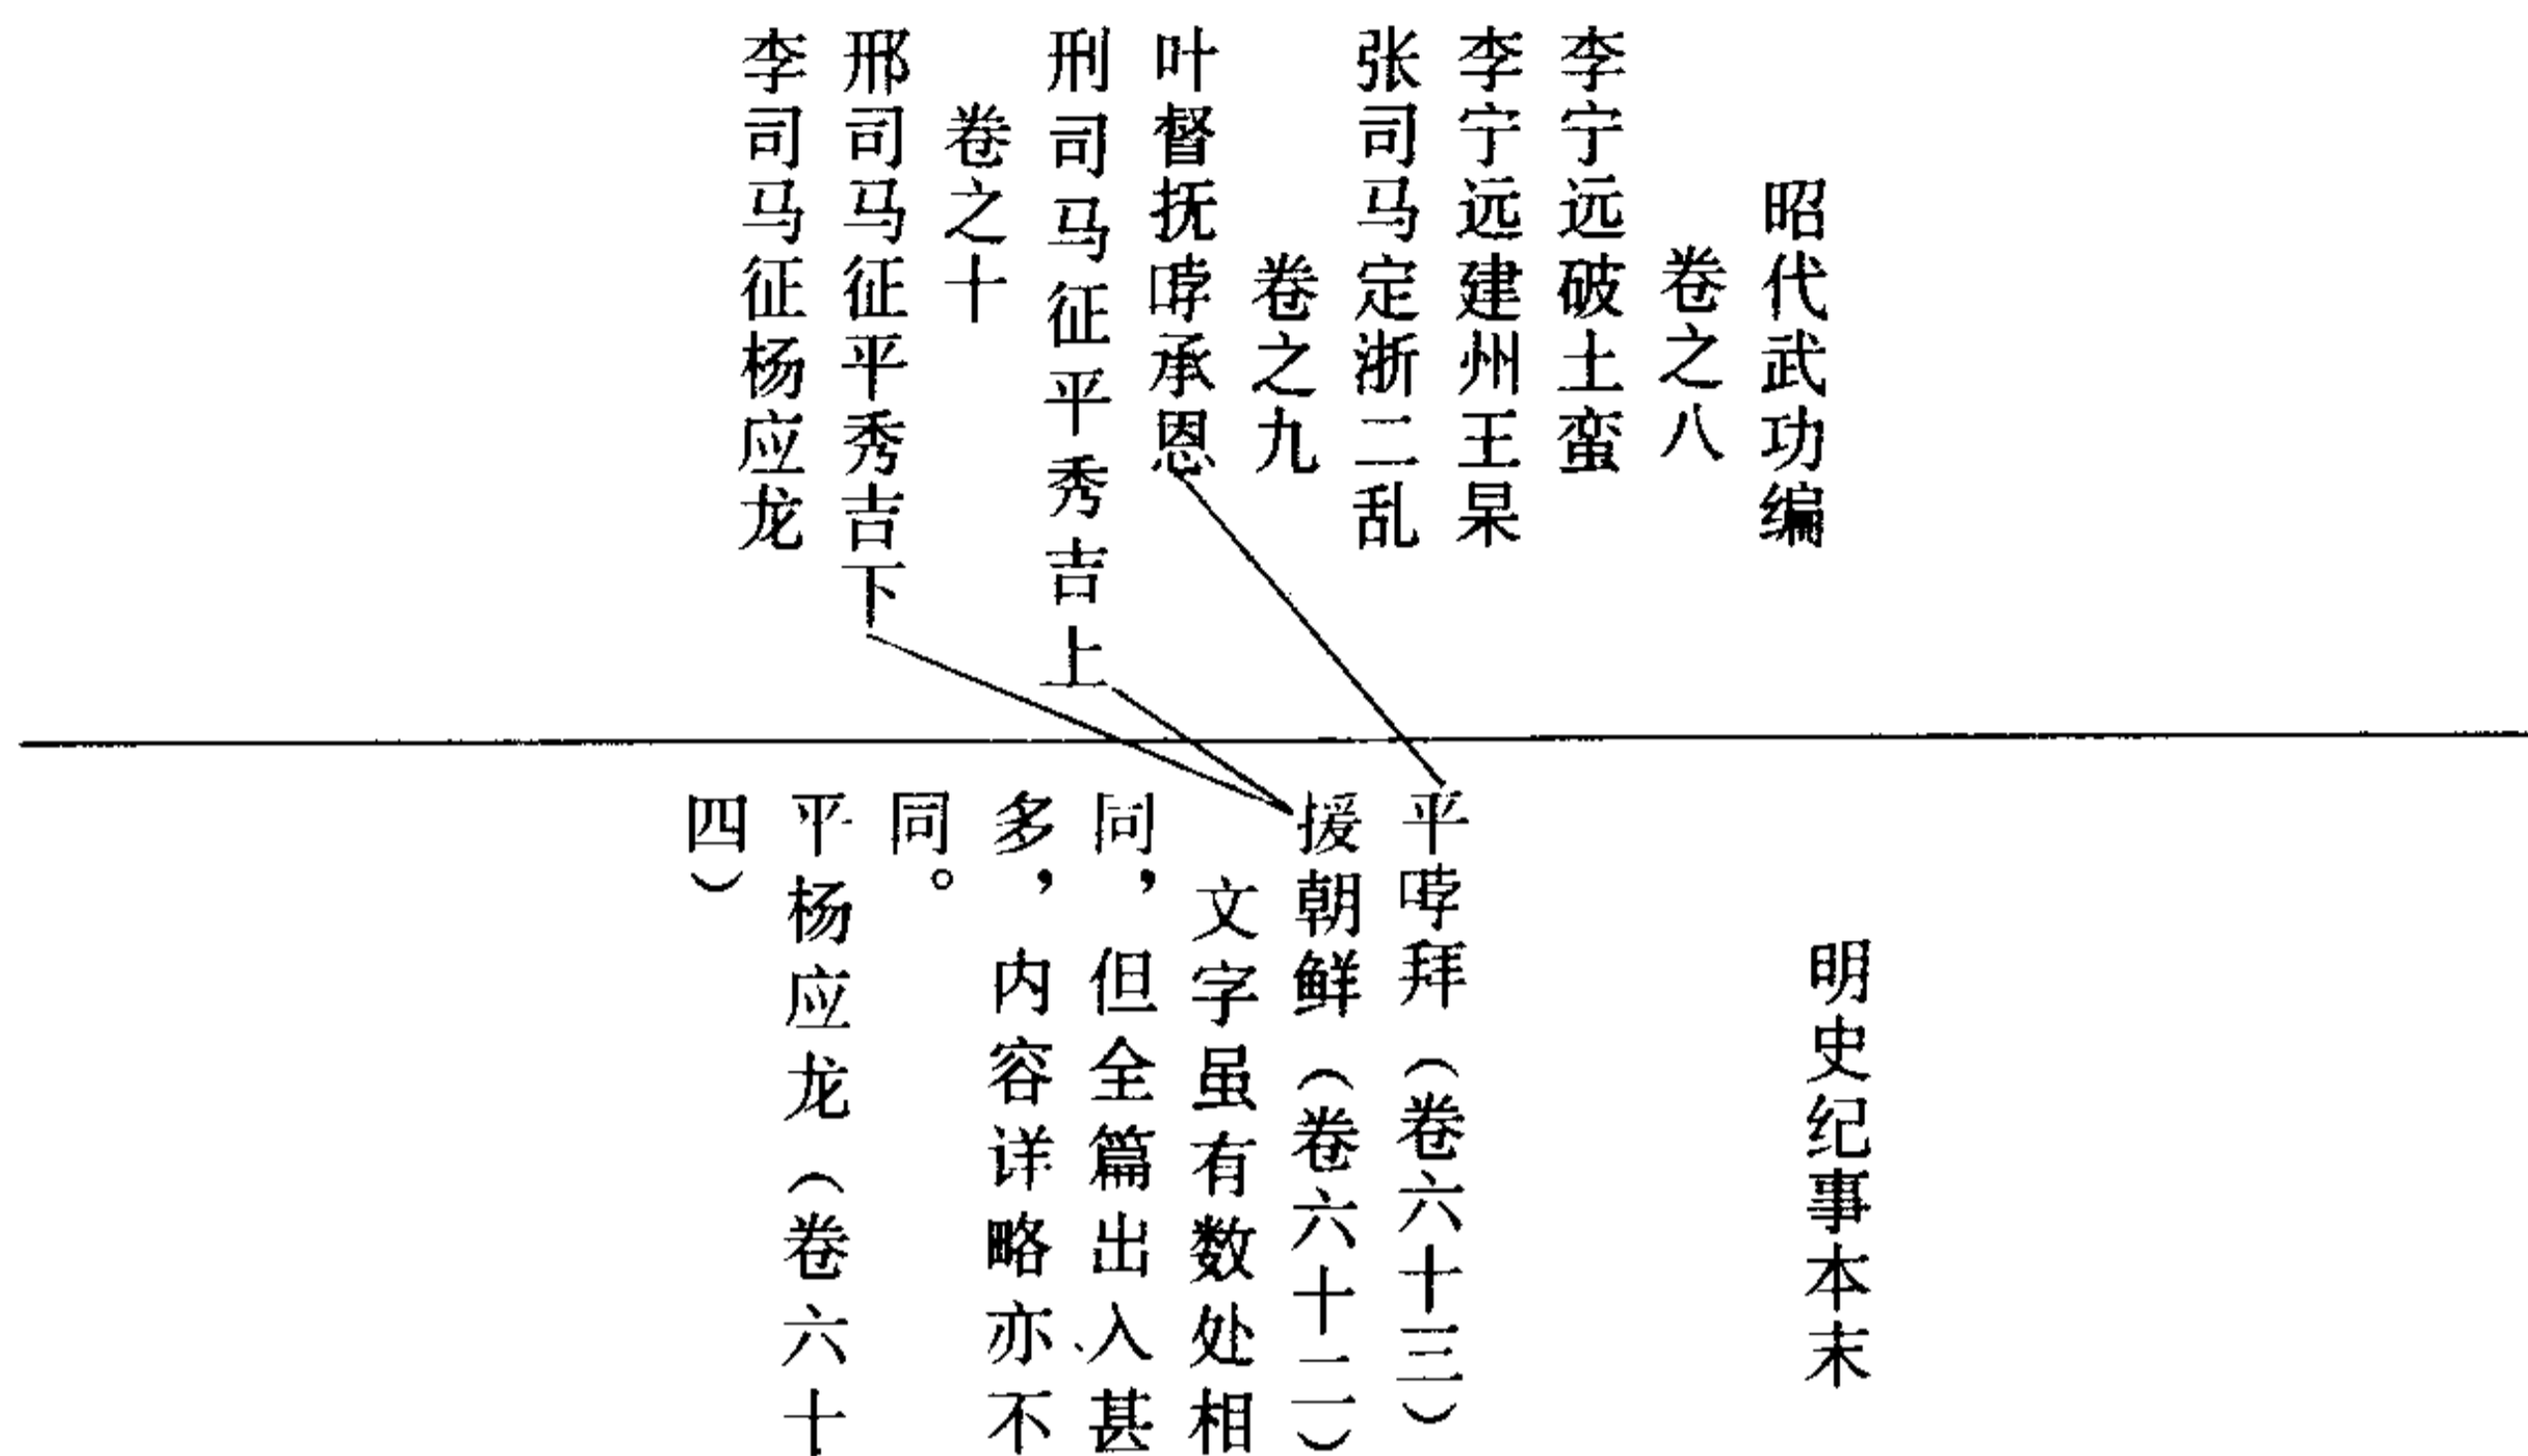 昭代武功编
卷之八
李宁远破土蛮
李宁远建州王杲
张司马定浙二乱
卷之九
叶督抚哱承恩
刑司马征平秀吉上
卷之十
邢司马征平秀吉下
李司马征杨应龙
明史纪事本末
平哱拜（卷六十三）
援朝鲜（卷六十二）
文字虽有数处相
同，但全篇出入甚
多，内容详略亦不
同。
平杨应龙（卷六十
四）